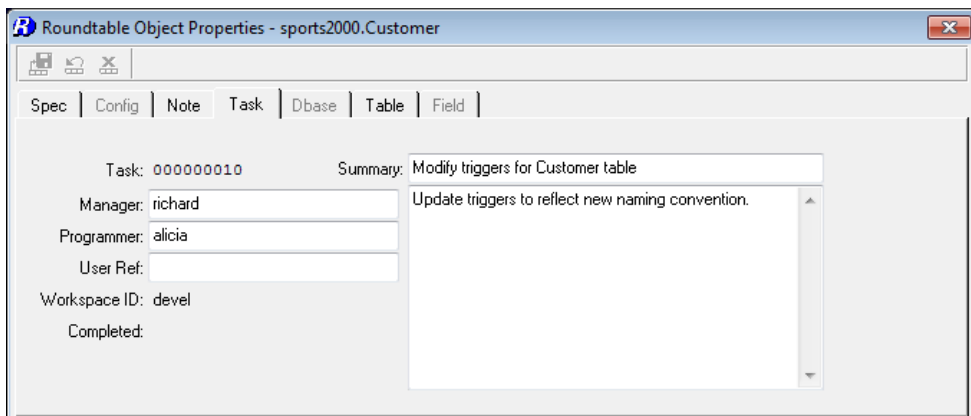 Roundtable Object Properties - sports2000.Customer
Spec Config Note Task Dbase Table Field
Task: 000000010 Summary: Modify triggers for Customer table
Manager: richard Update triggers to reflect new naming convention.
Programmer: alicia
User Ref:
Workspace ID: devel
Completed: